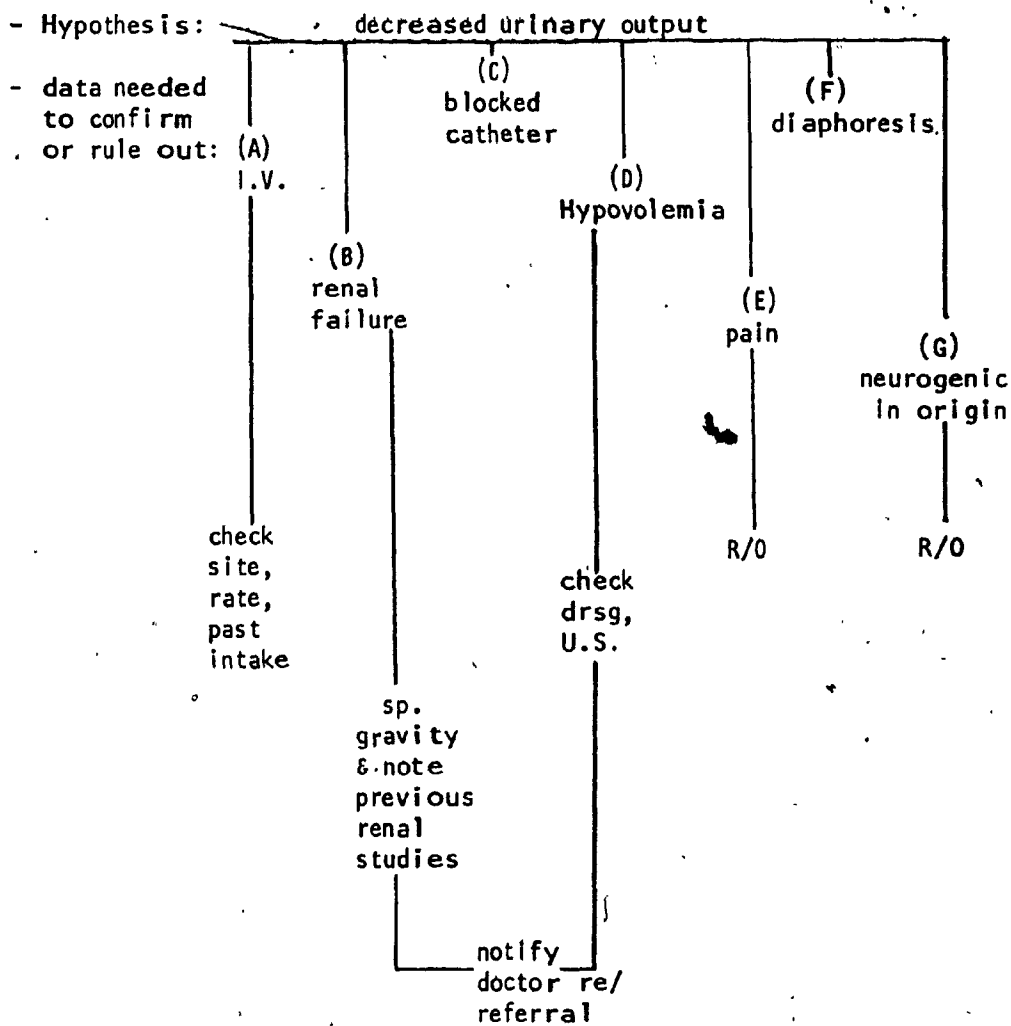 - Hypothesis: decreased urinary output
- data needed
to confirm
or rule out:
(A)
I.V.
(B)
renal
failure
(C)
blocked
catheter
(D)
Hypovolemia
(E)
pain
(F)
diaphoresis
(G)
neurogenic
in origin
check
site,
rate,
past
intake
sp.
gravity
& note
previous
renal
studies
check
drsg,
U.S.
R/O
R/O
notify
doctor re/
referral